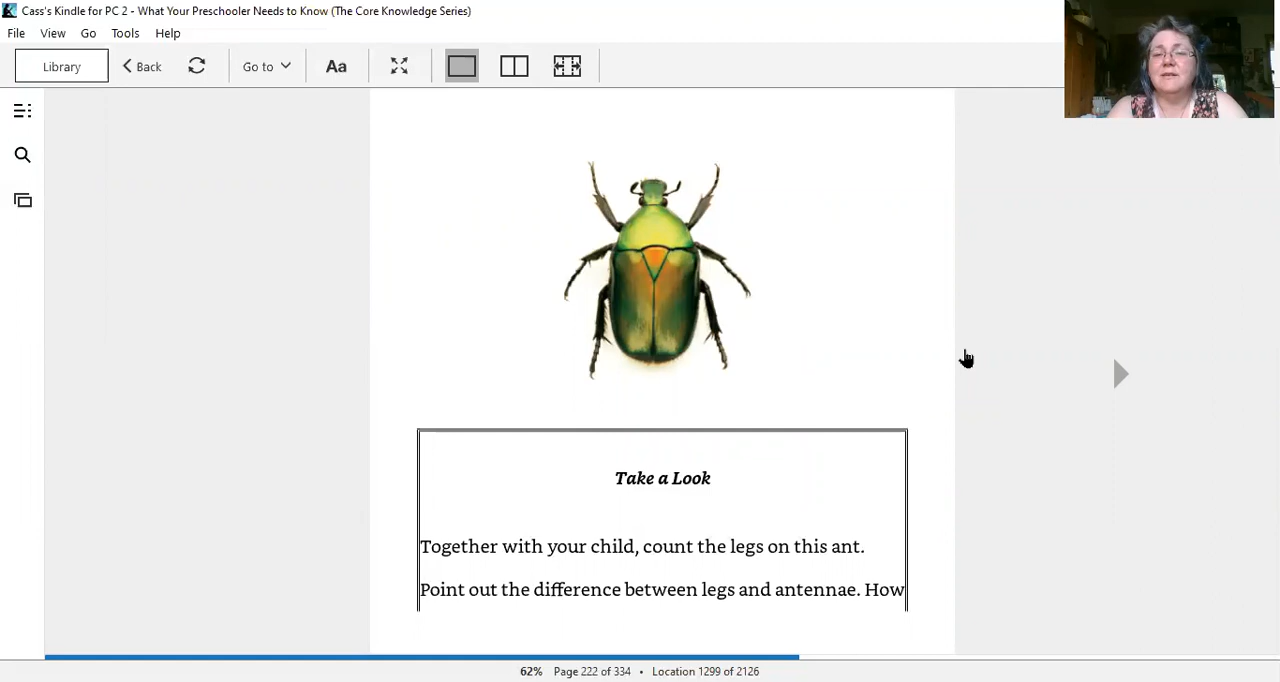 Cass's Kindle for PC 2 - What Your Preschooler Needs to Know (The Core Knowledge Series)
File View Go Tools Help
Library Back Go to Aa
Take a Look
Together with your child, count the legs on this ant.
Point out the difference between legs and antennae. How
62% Page 222 of 334 • Location 1299 of 2126